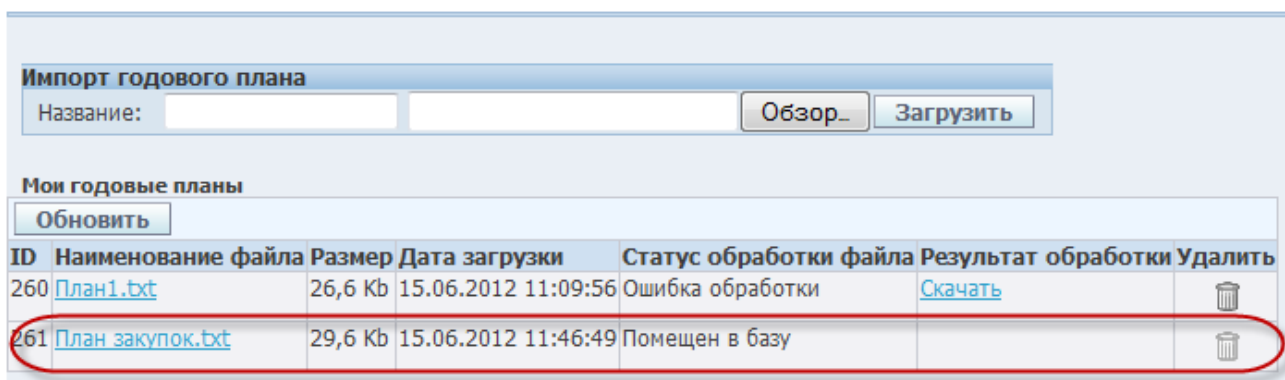 Импорт годового плана
Название: Обзор... Загрузить
Мои годовые планы
Обновить
ID Наименование файла Размер Дата загрузки Статус обработки файла Результат обработки Удалить
260 План1.txt 26,6 Kb 15.06.2012 11:09:56 Ошибка обработки Скачать
261 План закупок.txt 29,6 Kb 15.06.2012 11:46:49 Помещен в базу